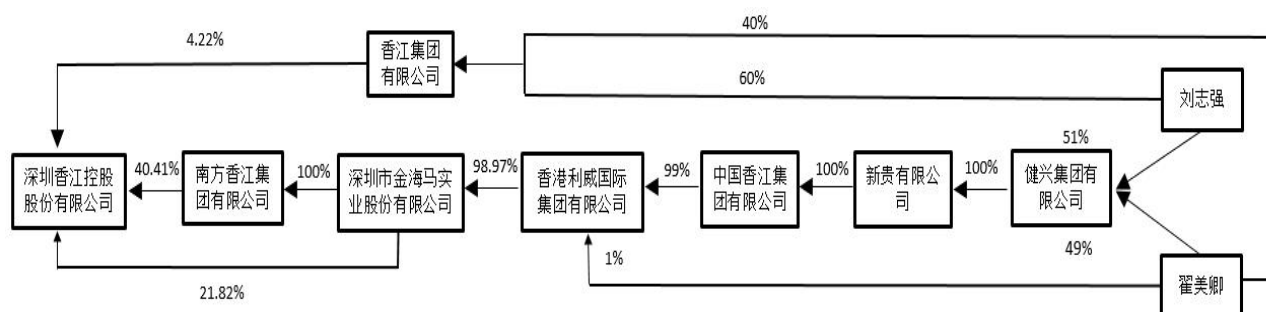 40%
4.22%
香江集团
有限公司
60%
刘志强
51%
深圳香江控股
股份有限公司
40.41%
南方香江集
团有限公司
100%
深圳市金海马实
业股份有限公司
98.97%
香港利威国际
集团有限公司
99%
中国香江集
团有限公司
100%
新贵有限公
司
100%
健兴集团有
限公司
49%
1%
翟美卿
21.82%